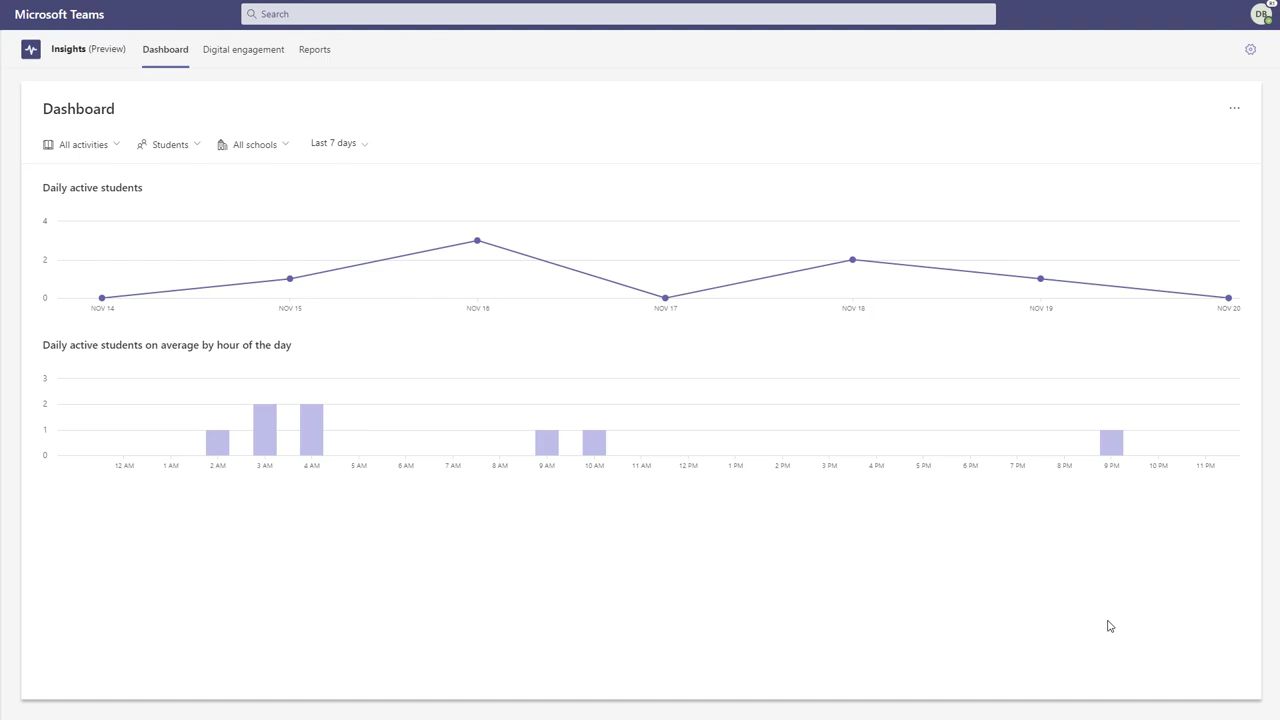 Microsoft Teams
Search
DB
Insights (Preview)
Dashboard
Digital engagement
Reports
Dashboard
...
All activities
Students
All schools
Last 7 days
Daily active students
4
2
0
NOV 14 NOV 15 NOV 16 NOV 17 NOV 18 NOV 19 NOV 20
Daily active students on average by hour of the day
3
2
1
0
12 AM 1 AM 2 AM 3 AM 4 AM 5 AM 6 AM 7 AM 8 AM 9 AM 10 AM 11 AM 12 PM 1 PM 2 PM 3 PM 4 PM 5 PM 6 PM 7 PM 8 PM 9 PM 10 PM 11 PM